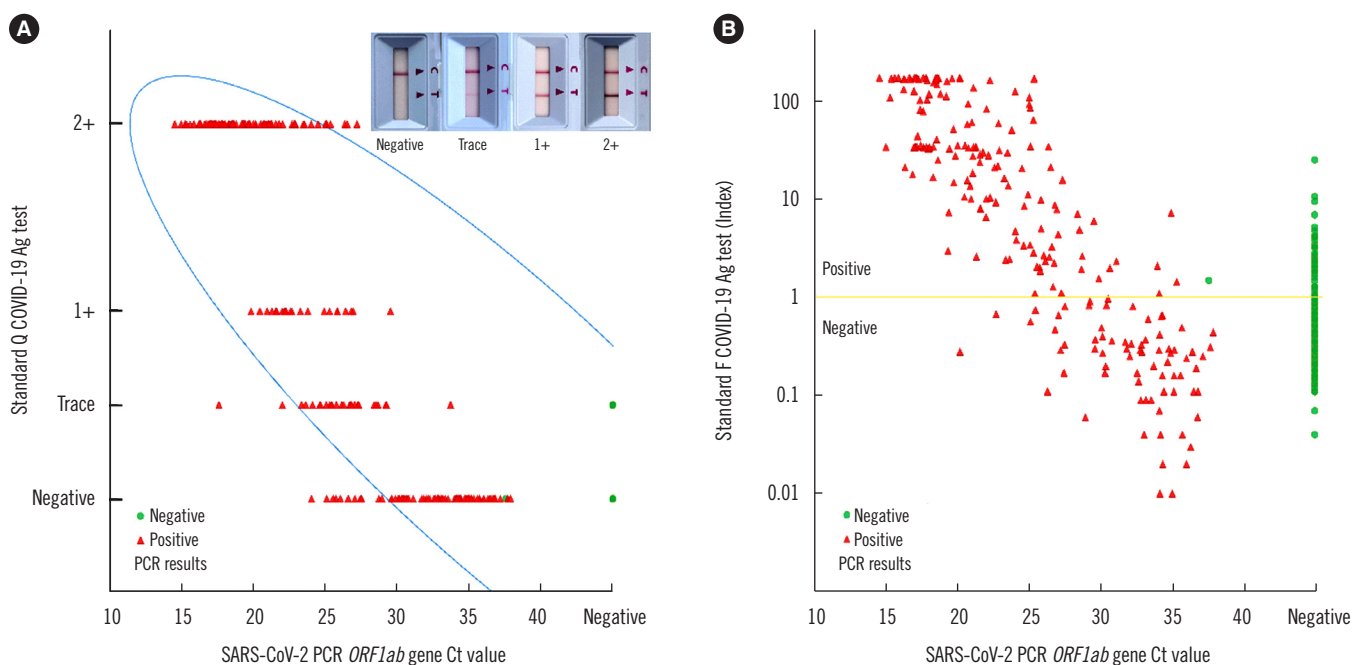 A
Standard Q COVID-19 Ag test
2+
1+
Trace
Negative
C
T
C
T
C
T
C
T
Negative Trace 1+ 2+
Negative
Positive
PCR results
10 15 20 25 30 35 40 Negative
SARS-CoV-2 PCR ORF1ab gene Ct value
B
Standard F COVID-19 Ag test (Index)
100
10
1
0.1
0.01
Positive
Negative
Negative
Positive
PCR results
10 15 20 25 30 35 40 Negative
SARS-CoV-2 PCR ORF1ab gene Ct value